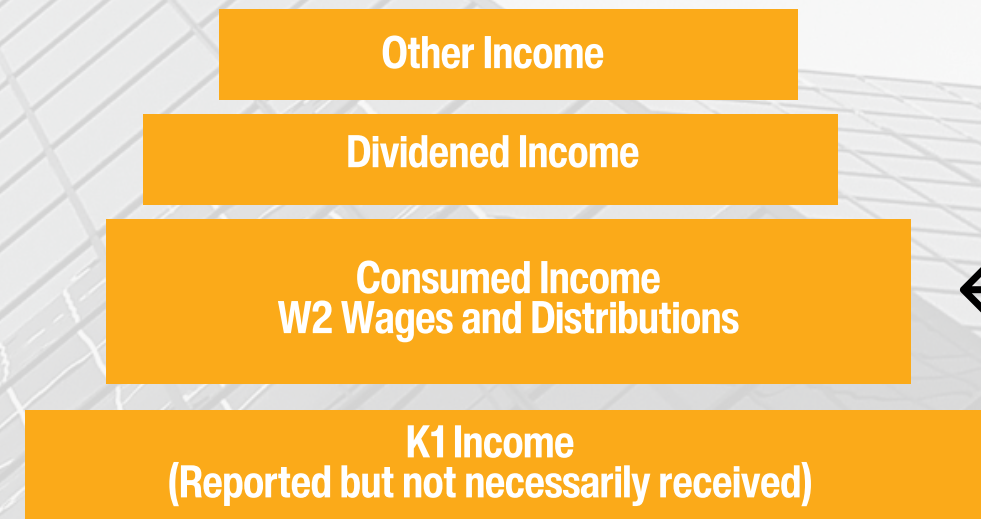 Other Income
Dividened Income
Consumed Income
W2 Wages and Distributions
K1 Income
(Reported but not necessarily received)